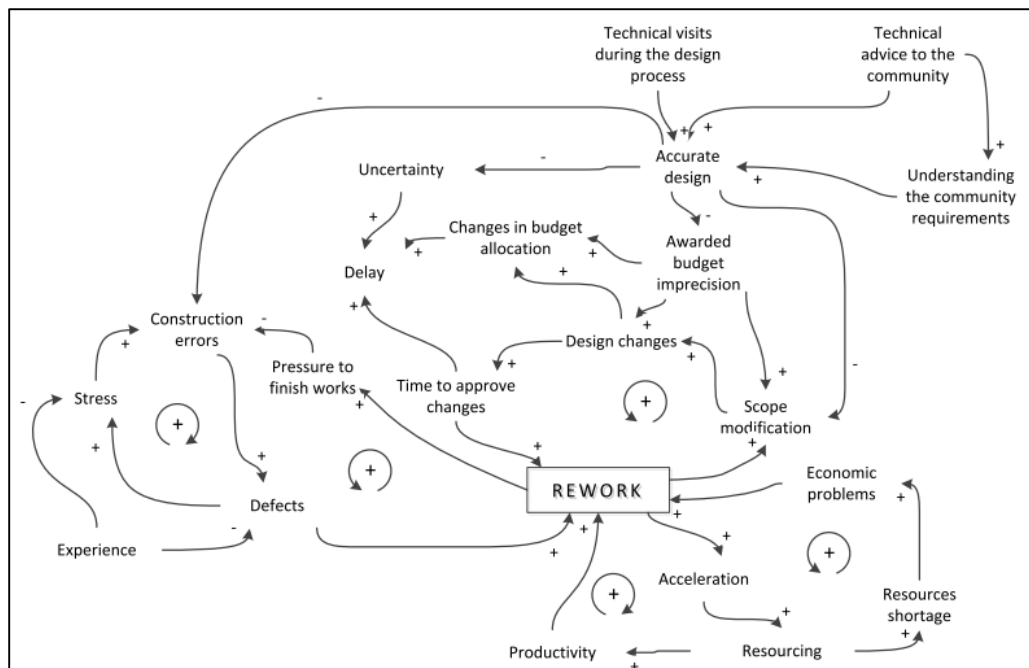 Technical visits
during the design
process
Technical
advice to the
community
-
+
+
+
Uncertainty
-
Accurate
design
+
Understanding
the community
requirements
+
-
Changes in budget
allocation
+
+
Awarded
budget
imprecision
Delay
+
+
Construction
errors
-
+
+
Design changes
+
+
Pressure to
finish works
+
Time to approve
changes
+
-
-
Stress
+
+
+
Scope
modification
+
+
+
+
REWORK
Economic
problems
+
Defects
-
+
+
+
Experience
+
+
Acceleration
+
+
Resources
shortage
+
Productivity
+
Resourcing
+